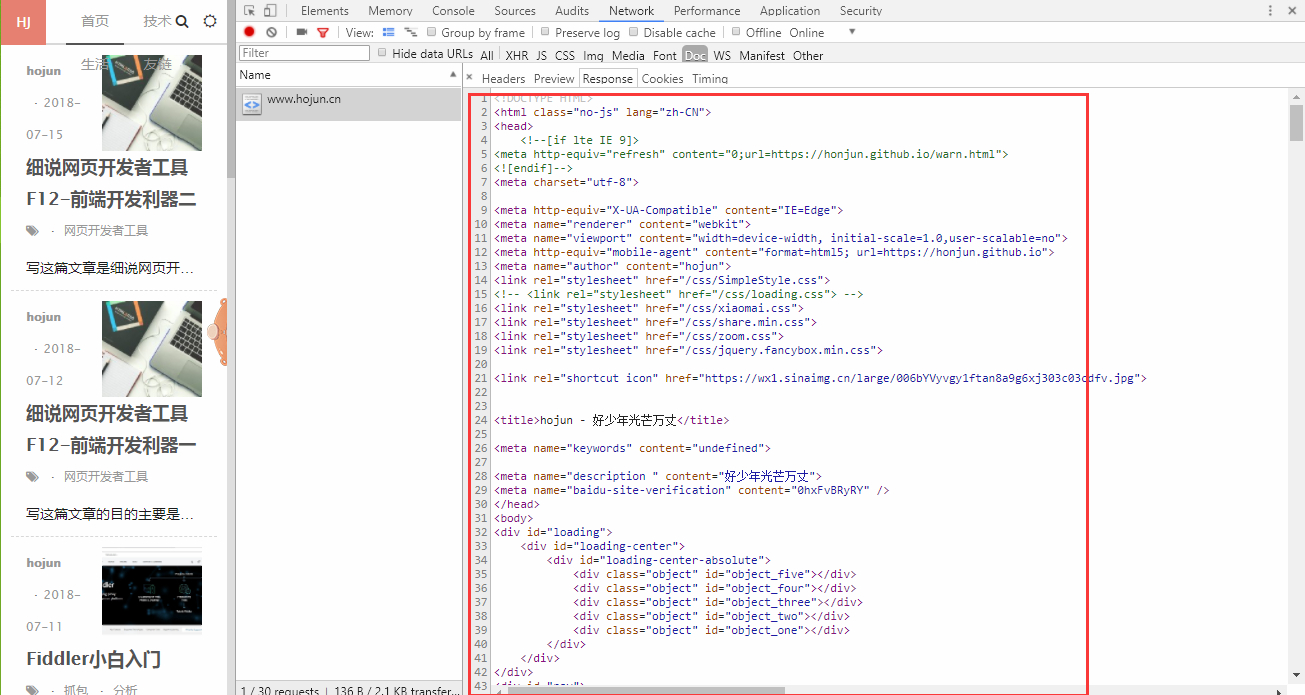 HJ
首页
技术
生活
友链
hojun
· 2018-
07-15
细说网页开发者工具
F12-前端开发利器二
· 网页开发者工具
写这篇文章是细说网页开...
hojun
· 2018-
07-12
细说网页开发者工具
F12-前端开发利器一
· 网页开发者工具
写这篇文章的目的主要是...
hojun
· 2018-
07-11
Fiddler小白入门
· 抓包 · 分析
Elements Memory Console Sources Audits Network Performance Application Security
View: Group by frame Preserve log Disable cache Offline Online
Filter Hide data URLs All XHR JS CSS Img Media Font Doc WS Manifest Other
Name
www.hojun.cn
1 / 30 requests | 136 B / 2.1 KB transfer...
× Headers Preview Response Cookies Timing
1 <!DOCTYPE HTML>
2 <html class="no-js" lang="zh-CN">
3 <head>
4 <!--[if lte IE 9]>
5 <meta http-equiv="refresh" content="0;url=https://honjun.github.io/warn.html">
6 <![endif]-->
7 <meta charset="utf-8">
8
9 <meta http-equiv="X-UA-Compatible" content="IE=Edge">
10 <meta name="renderer" content="webkit">
11 <meta name="viewport" content="width=device-width, initial-scale=1.0,user-scalable=no">
12 <meta http-equiv="mobile-agent" content="format=html5; url=https://honjun.github.io">
13 <meta name="author" content="hojun">
14 <link rel="stylesheet" href="/css/SimpleStyle.css">
15 <!-- <link rel="stylesheet" href="/css/loading.css"> -->
16 <link rel="stylesheet" href="/css/xiaomai.css">
17 <link rel="stylesheet" href="/css/share.min.css">
18 <link rel="stylesheet" href="/css/zoom.css">
19 <link rel="stylesheet" href="/css/jquery.fancybox.min.css">
20
21 <link rel="shortcut icon" href="https://wx1.sinaimg.cn/large/006bYVyvgy1ftan8a9g6xj303c03cdfv.jpg">
22
23
24 <title>hojun - 好少年光芒万丈</title>
25
26 <meta name="keywords" content="undefined">
27
28 <meta name="description " content="好少年光芒万丈">
29 <meta name="baidu-site-verification" content="0hxFvBRyRY" />
30 </head>
31 <body>
32 <div id="loading">
33 <div id="loading-center">
34 <div id="loading-center-absolute">
35 <div class="object" id="object_five"></div>
36 <div class="object" id="object_four"></div>
37 <div class="object" id="object_three"></div>
38 <div class="object" id="object_two"></div>
39 <div class="object" id="object_one"></div>
40 </div>
41 </div>
42 </div>
43 <div id="nav">